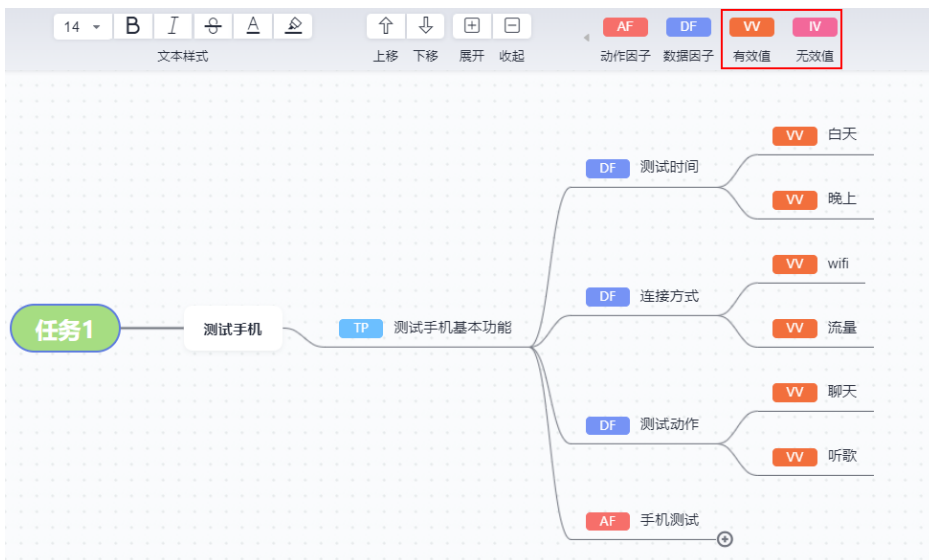 14 B I S A AF DF VV IV
文本样式 上移 下移 展开 收起 动作因子 数据因子 有效值 无效值
VV 白天
DF 测试时间
VV 晚上
VV wifi
DF 连接方式
任务1 测试手机 TP 测试手机基本功能
VV 流量
VV 聊天
DF 测试动作
VV 听歌
AF 手机测试